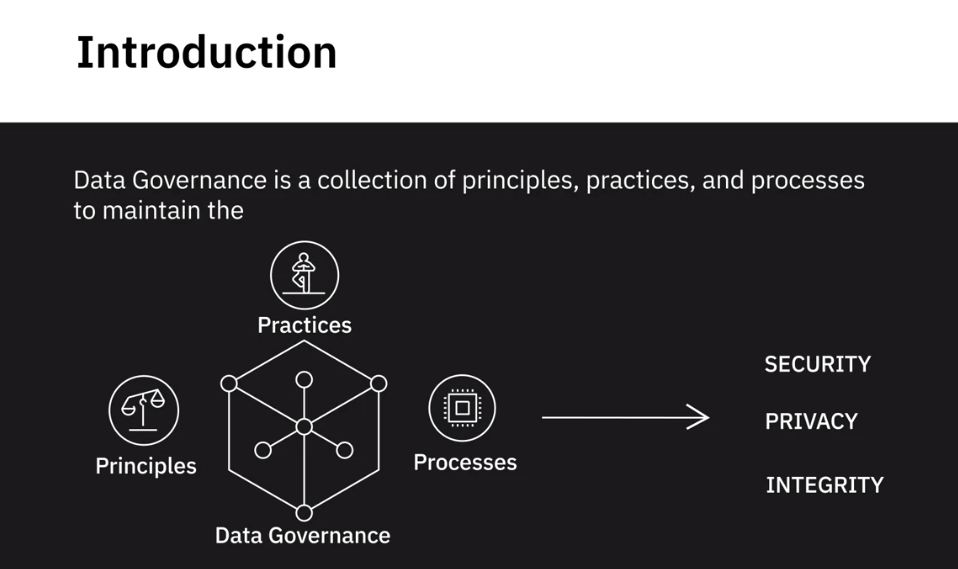 Introduction
Data Governance is a collection of principles, practices, and processes
to maintain the
Practices
Principles
Processes
Data Governance
SECURITY
PRIVACY
INTEGRITY